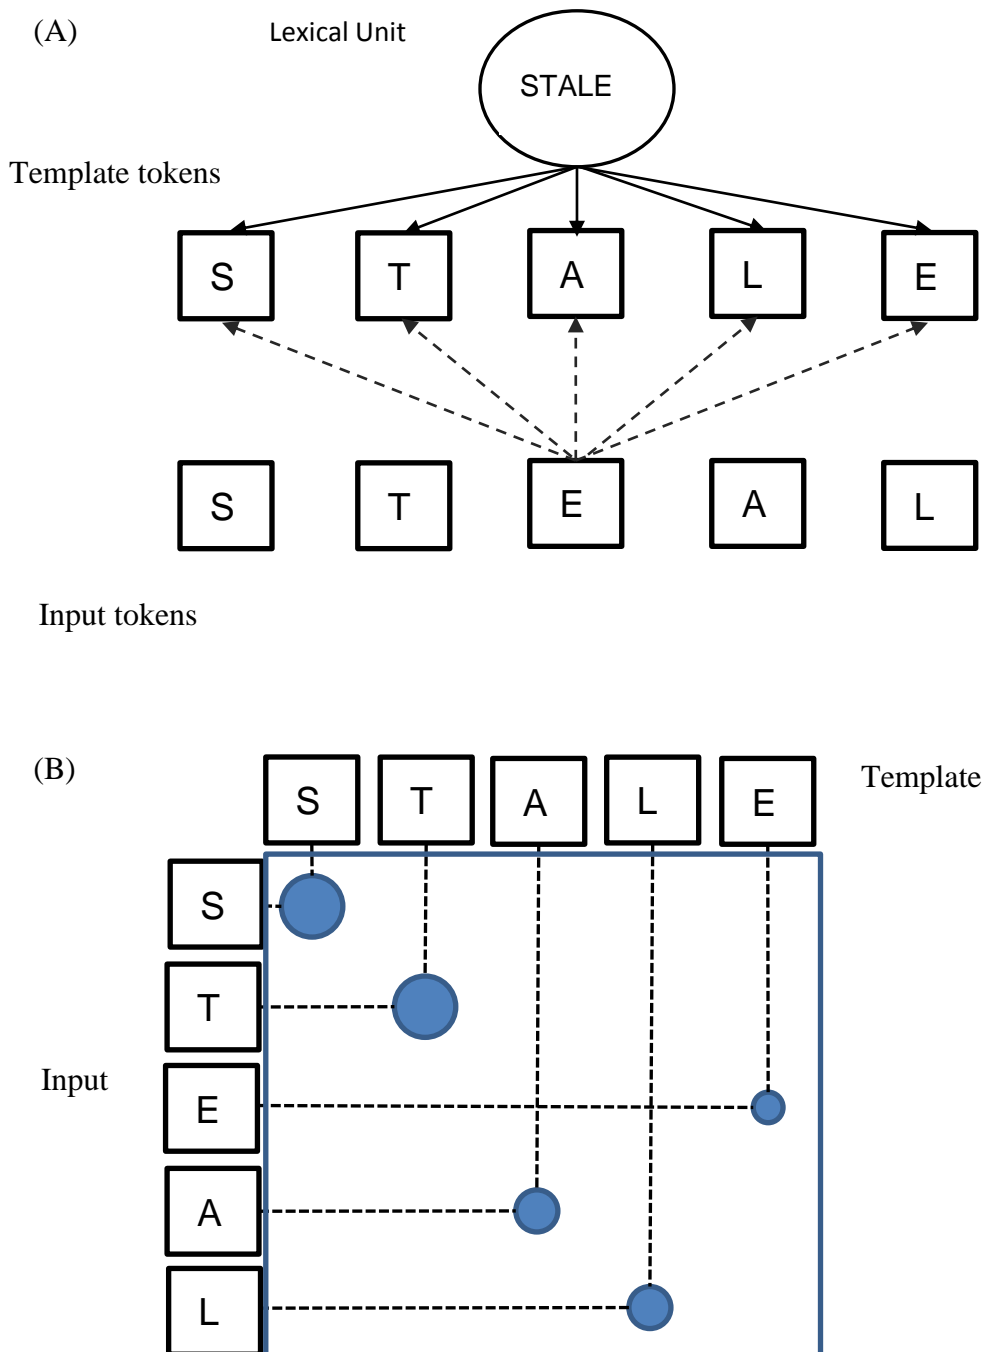 (A) Lexical Unit
STALE
Template tokens
S T A L E
S T E A L
Input tokens
(B)
S T A L E
Template
S
T
Input
E
A
L